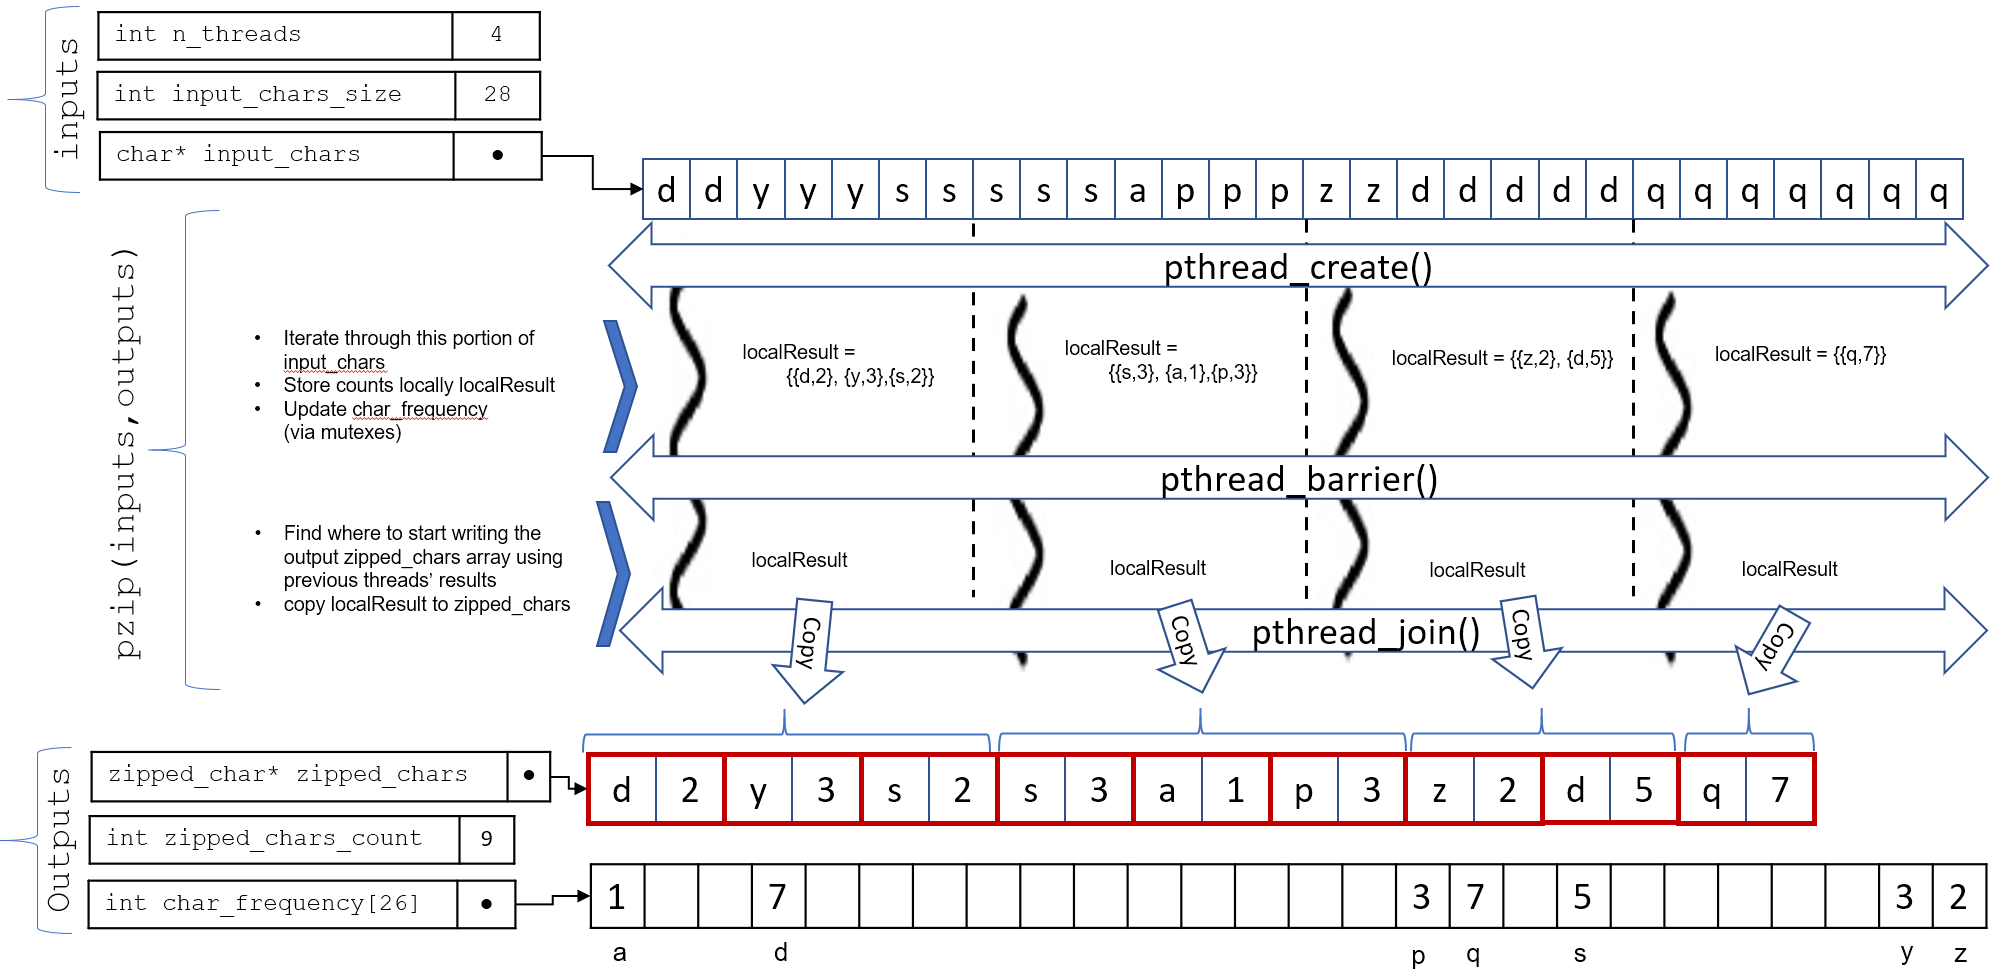 inputs
int n_threads 4
int input_chars_size 28
char* input_chars
d d y y y s s s s s a p p p z z d d d d d q q q q q q q
pthread_create()
pzip(inputs,outputs)
• Iterate through this portion of
input_chars
• Store counts locally localResult
• Update char_frequency
(via mutexes)
localResult =
{{d,2}, {y,3},{s,2}}
localResult =
{{s,3}, {a,1},{p,3}}
localResult = {{z,2}, {d,5}}
localResult = {{q,7}}
pthread_barrier()
• Find where to start writing the
output zipped_chars array using
previous threads’ results
• copy localResult to zipped_chars
localResult
localResult
localResult
localResult
pthread_join()
Copy
Copy
Copy
Copy
Outputs
zipped_char* zipped_chars
d 2 y 3 s 2 s 3 a 1 p 3 z 2 d 5 q 7
int zipped_chars_count 9
int char_frequency[26]
1 7 3 7 5 3 2
a d p q s y z